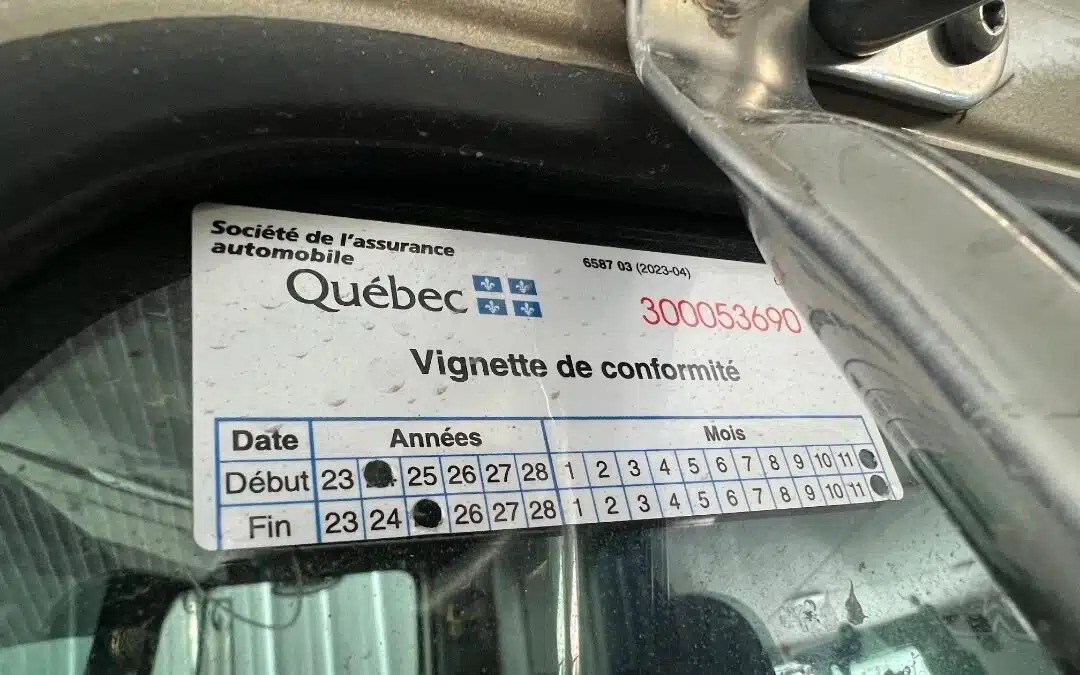 Société de l'assurance
automobile
Québec
6587 03 (2023-04)
300053690
Vignette de conformité
Date Années Mois
Début 23 25 26 27 28 1 2 3 4 5 6 7 8 9 10 11
Fin 23 24 26 27 28 1 2 3 4 5 6 7 8 9 10 11